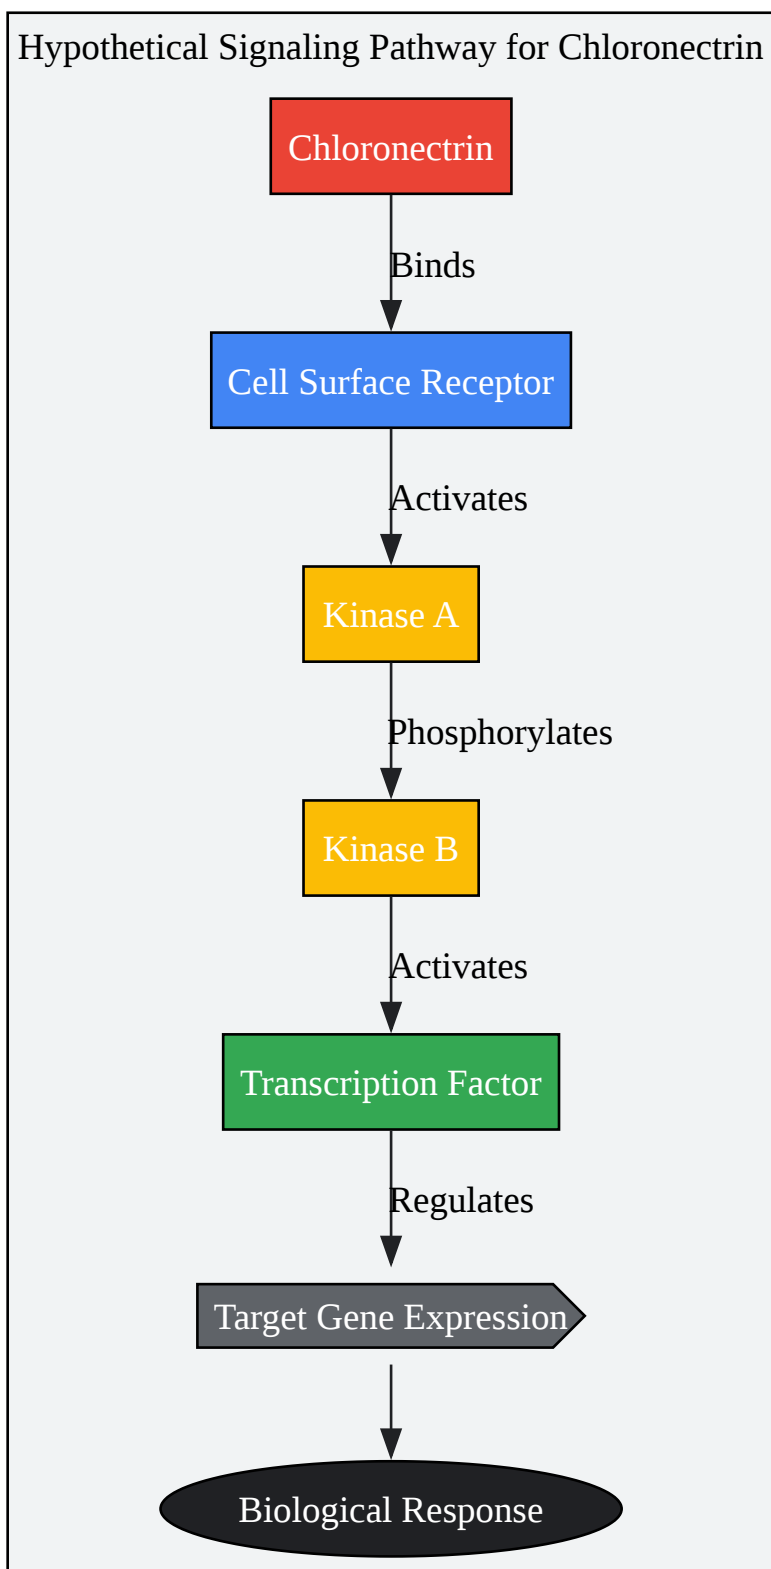 Hypothetical Signaling Pathway for Chloronectrin
Chloronectrin
Binds
Cell Surface Receptor
Activates
Kinase A
Phosphorylates
Kinase B
Activates
Transcription Factor
Regulates
Target Gene Expression
Biological Response